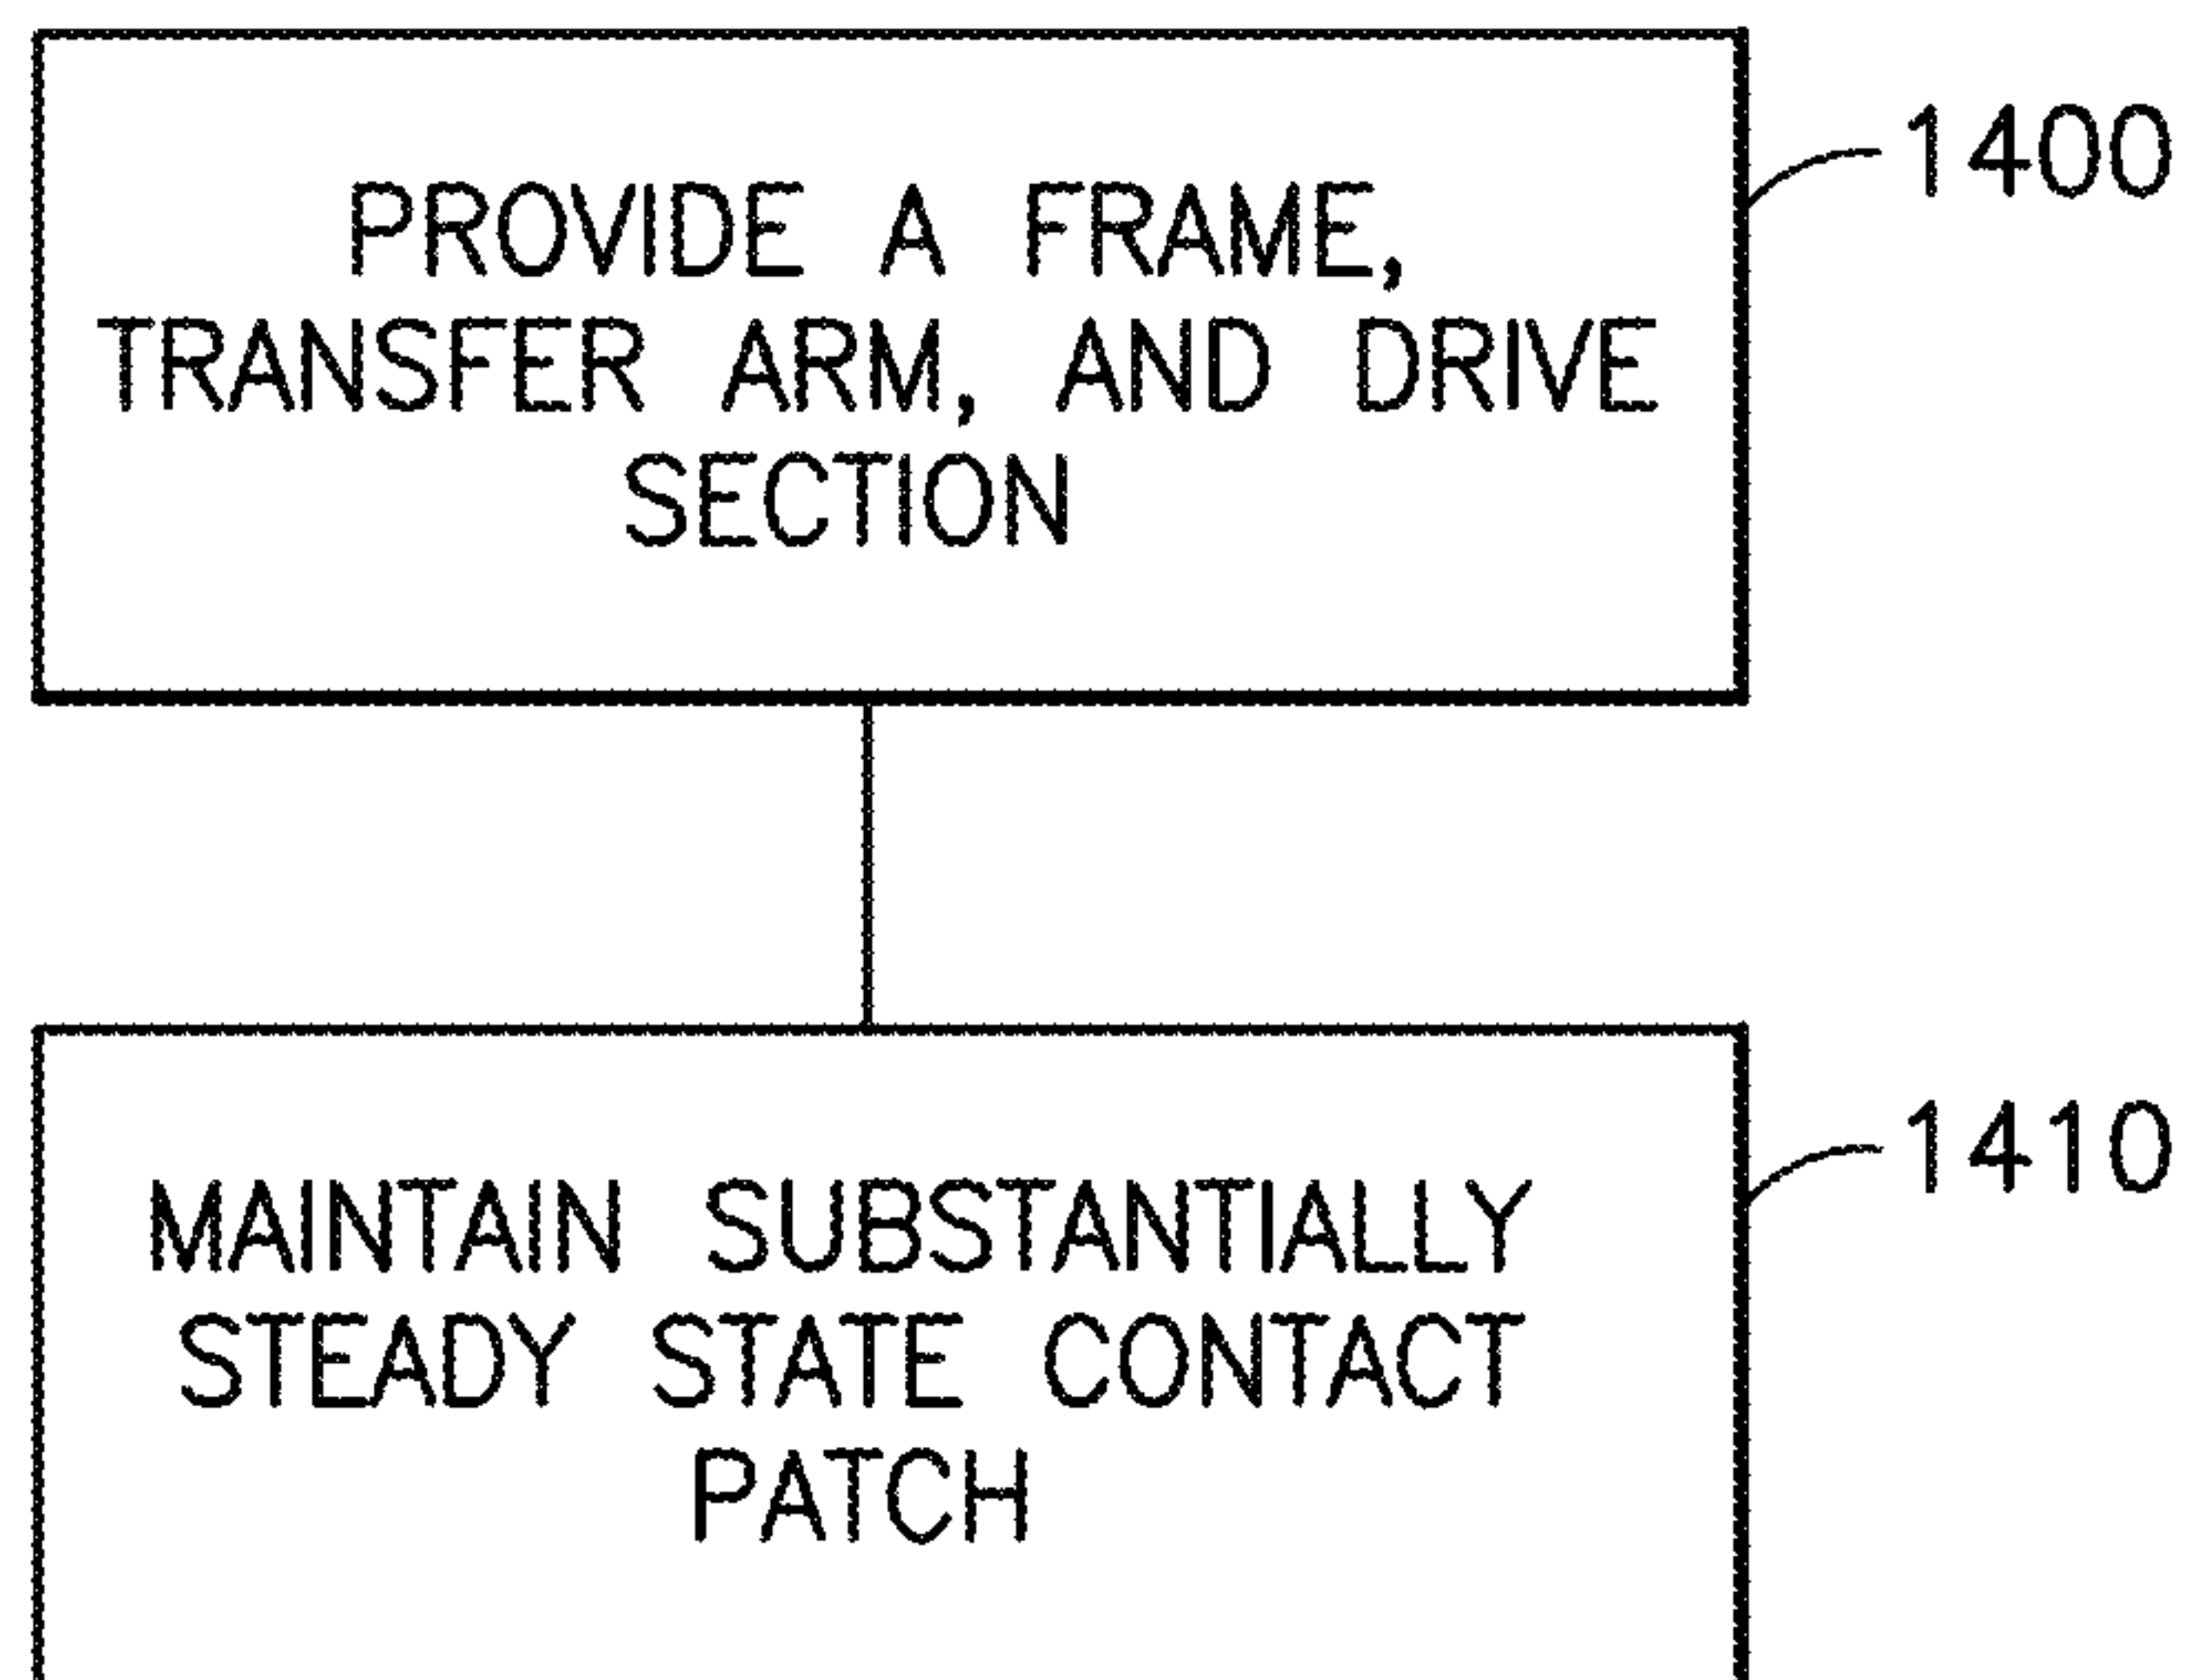 1400
PROVIDE A FRAME,
TRANSFER ARM, AND DRIVE
SECTION
1410
MAINTAIN SUBSTANTIALLY
STEADY STATE CONTACT
PATCH